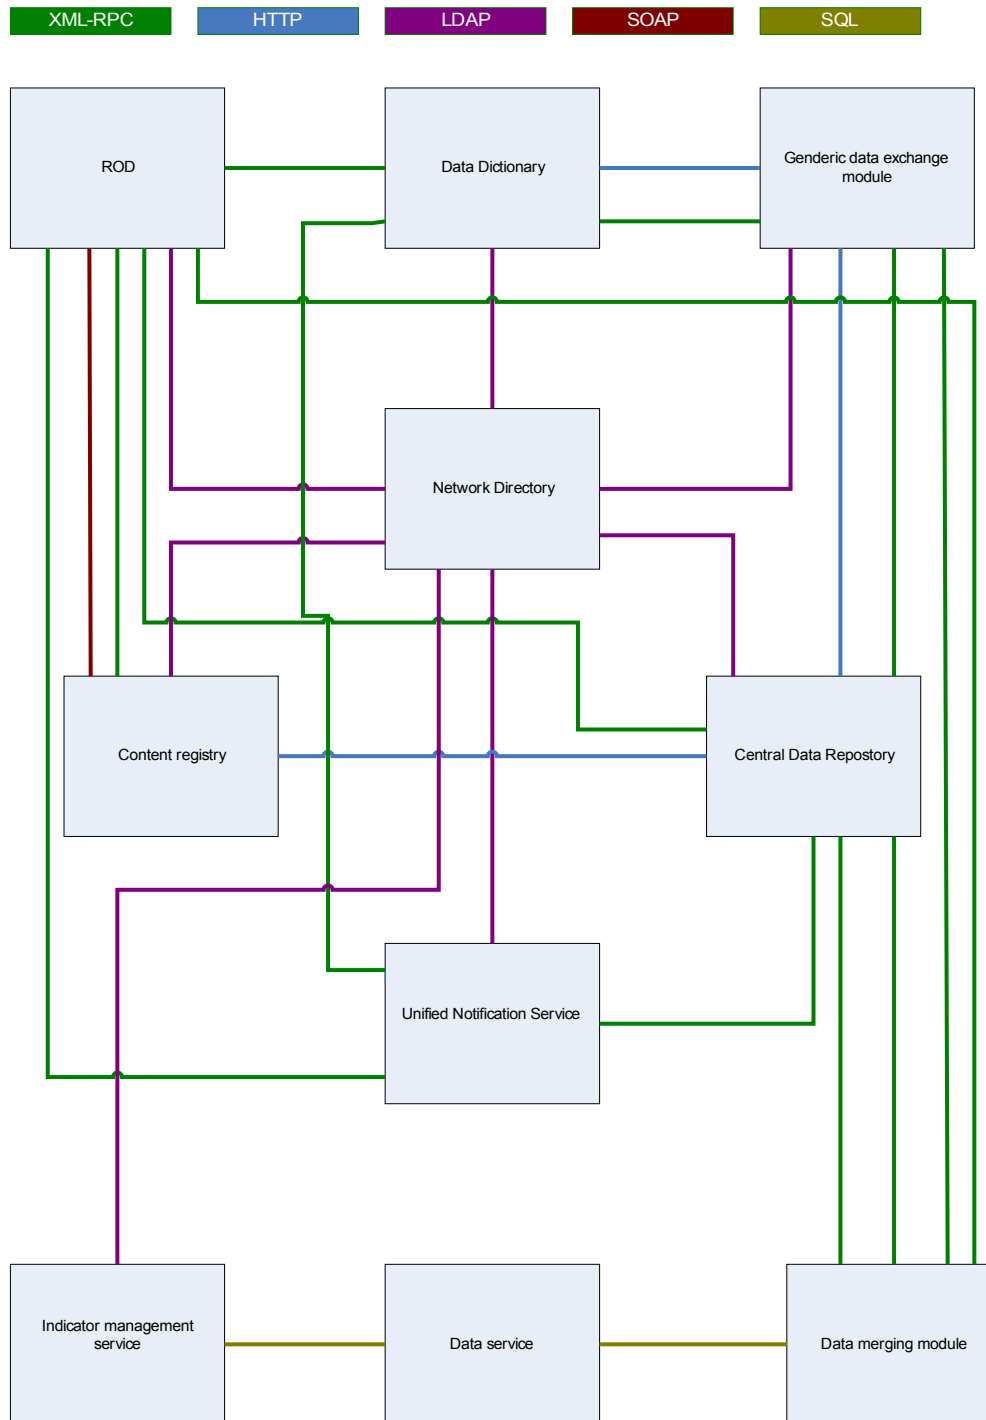 XML-RPC
HTTP
LDAP
SOAP
SQL
ROD
Data Dictionary
Genderic data exchange
module
Network Directory
Content registry
Central Data Repostory
Unified Notification Service
Indicator management
service
Data service
Data merging module